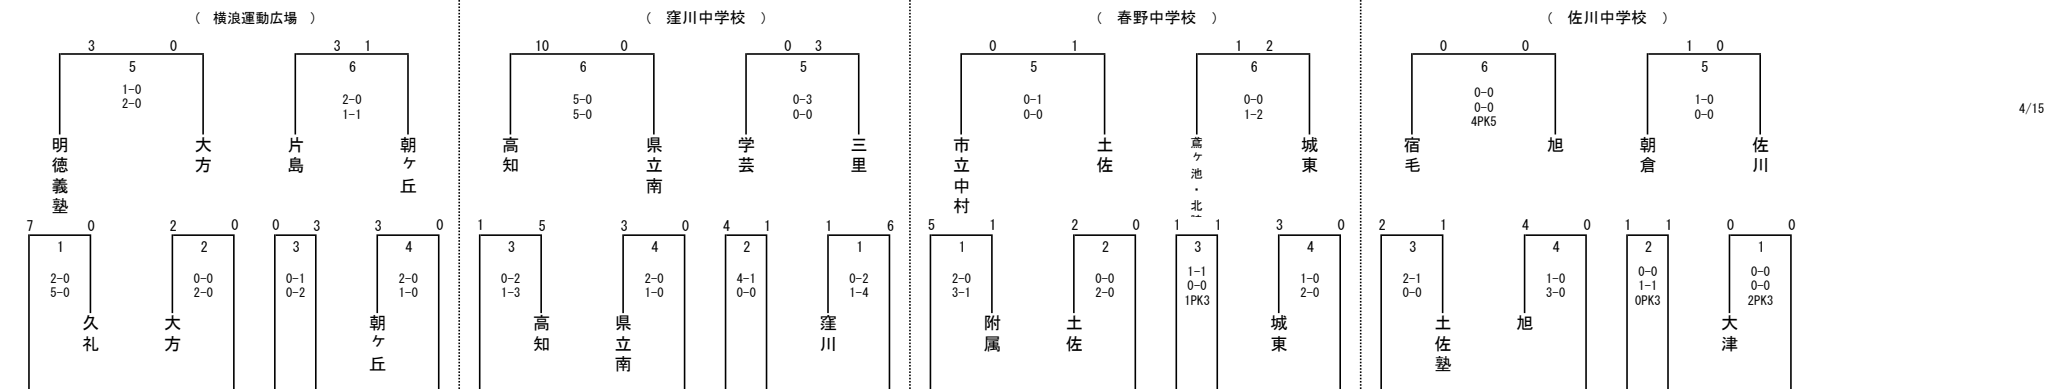 （　横浪運動広場　）
（　窪川中学校　）
（　春野中学校　）
（　佐川中学校　）
3 0 3 1 10 0 0 3 0 1 1 2 0 0 1 0
5 6 6 5 5 6 6 5
1-0
2-0
2-0
1-1
5-0
5-0
0-3
0-0
0-1
0-0
0-0
1-2
0-0
0-0
4PK5
1-0
0-0
4/15
明徳義塾
大方
片島
朝ケ丘
高知
県立南
学芸
三里
市立中村
土佐
鳶ケ池・北
城東
宿毛
旭
朝倉
佐川
7 0 2 0 0 3 3 0 1 5 3 0 4 1 1 6 5 1 2 0 1 1 3 0 2 1 4 0 1 1 0 0
1 2 3 4 3 4 2 1 1 2 3 4 3 4 2 1
2-0
5-0
0-0
2-0
0-1
0-2
2-0
1-0
0-2
1-3
2-0
1-0
4-1
0-0
0-2
1-4
2-0
3-1
0-0
2-0
1-1
0-0
1PK3
1-0
2-0
2-1
0-0
1-0
3-0
0-0
1-1
0PK3
0-0
0-0
2PK3
久礼
大方
朝ケ丘
高知
県立南
窪川
附属
土佐
城東
土佐塾
旭
大津